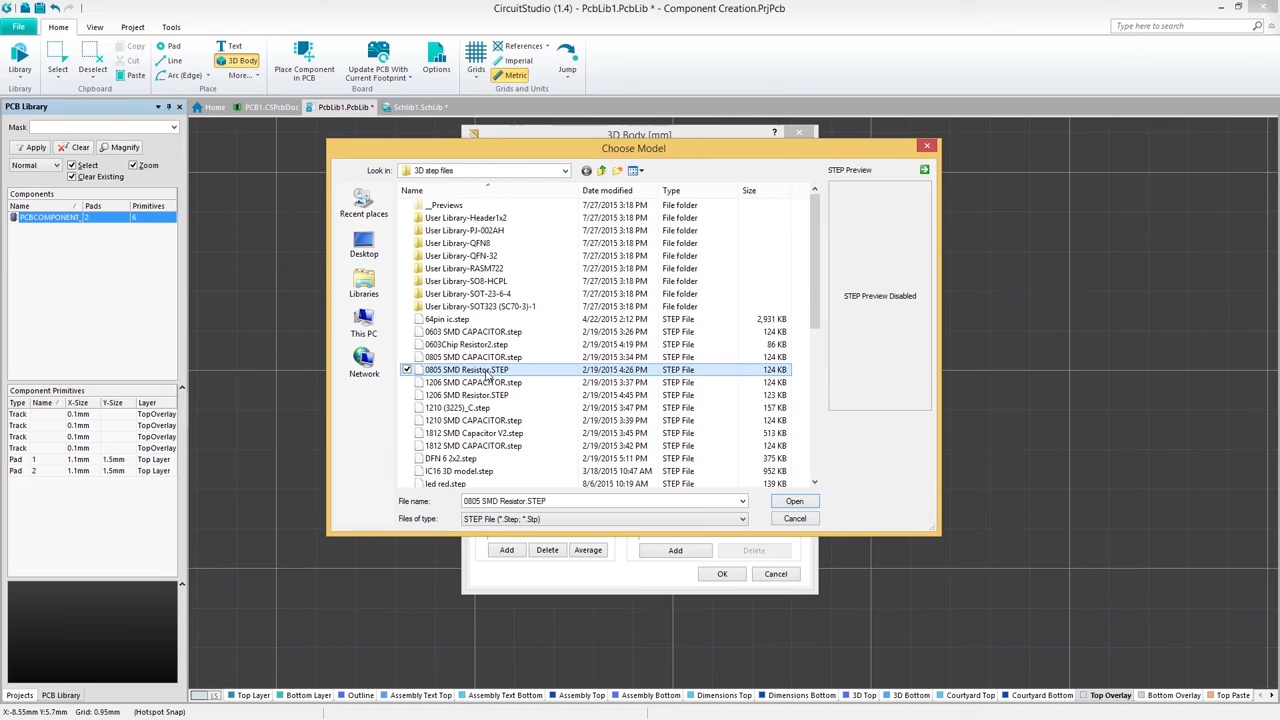 CircuitStudio (1.4) - PcbLib1.PcbLib * - Component Creation.PrjPcb
File Home View Project Tools
Type here to search
Library Select Deselect Copy Cut Paste Pad Line Arc (Edge) Text 3D Body More... Place Component in PCB Update PCB With Current Footprint Options Grids References Imperial Metric Jump
Library Clipboard Place Board Grids and Units
PCB Library
Home PCB1.CSPcbDoc PcbLib1.PcbLib * Schlib1.SchLib *
Mask
Apply Clear Magnify
Normal Select Zoom
Clear Existing
Components
Name Pads Primitives
PCBCOMPONENT_ 2 6
Component Primitives
Type Name X-Size Y-Size Layer
Track 0.1mm TopOverlay
Track 0.1mm TopOverlay
Track 0.1mm TopOverlay
Track 0.1mm TopOverlay
Pad 1 1.1mm 1.5mm Top Layer
Pad 2 1.1mm 1.5mm Top Layer
3D Body [mm]
Choose Model
Look in: 3D step files
STEP Preview
Recent places
Desktop
Libraries
This PC
Network
Name Date modified Type Size
__Previews 7/27/2015 3:18 PM File folder
User Library-Header1x2 7/27/2015 3:18 PM File folder
User Library-PJ-002AH 7/27/2015 3:18 PM File folder
User Library-QFN8 7/27/2015 3:18 PM File folder
User Library-QFN-32 7/27/2015 3:18 PM File folder
User Library-RASM722 7/27/2015 3:18 PM File folder
User Library-SO8-HCPL 7/27/2015 3:18 PM File folder
User Library-SOT-23-6-4 7/27/2015 3:18 PM File folder
User Library-SOT323 (SC70-3)-1 7/27/2015 3:18 PM File folder
64pin ic.step 4/22/2015 2:12 PM STEP File 2,931 KB
0603 SMD CAPACITOR.step 2/19/2015 3:26 PM STEP File 124 KB
0603Chip Resistor2.step 2/19/2015 4:19 PM STEP File 86 KB
0805 SMD CAPACITOR.step 2/19/2015 3:34 PM STEP File 124 KB
0805 SMD Resistor.STEP 2/19/2015 4:26 PM STEP File 124 KB
1206 SMD CAPACITOR.step 2/19/2015 3:37 PM STEP File 124 KB
1206 SMD Resistor.STEP 2/19/2015 4:45 PM STEP File 123 KB
1210 (3225)_C.step 2/19/2015 3:47 PM STEP File 157 KB
1210 SMD CAPACITOR.step 2/19/2015 3:39 PM STEP File 124 KB
1812 SMD Capacitor V2.step 2/19/2015 3:45 PM STEP File 513 KB
1812 SMD CAPACITOR.step 2/19/2015 3:42 PM STEP File 124 KB
DFN 6 2x2.step 2/19/2015 5:11 PM STEP File 375 KB
IC16 3D model.step 3/18/2015 10:47 AM STEP File 952 KB
led red.step 8/6/2015 10:19 AM STEP File 139 KB
STEP Preview Disabled
File name: 0805 SMD Resistor.STEP Open
Files of type: STEP File (*.Step; *.Stp) Cancel
Add Delete Average Add Delete
OK Cancel
Projects PCB Library
LS Top Layer Bottom Layer Outline Assembly Text Top Assembly Text Bottom Assembly Top Assembly Bottom Dimensions Top Dimensions Bottom 3D Top 3D Bottom Courtyard Top Courtyard Bottom Top Overlay Bottom Overlay Top Paste
X:-8.55mm Y:5.7mm Grid: 0.95mm (Hotspot Snap)